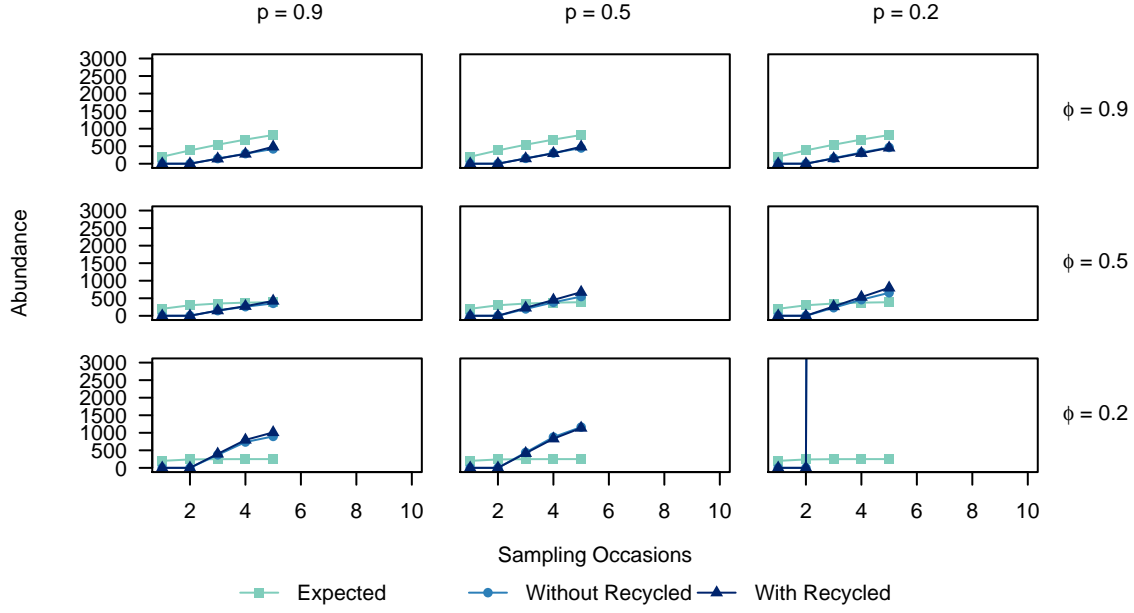 p = 0.9 p = 0.5 p = 0.2
3000
2500
2000
1500
1000
500
0
ϕ = 0.9
3000
2500
2000
1500
1000
500
0
ϕ = 0.5
3000
2500
2000
1500
1000
500
0
ϕ = 0.2
Abundance
2 4 6 8 10 2 4 6 8 10 2 4 6 8 10
Sampling Occasions
Expected Without Recycled With Recycled